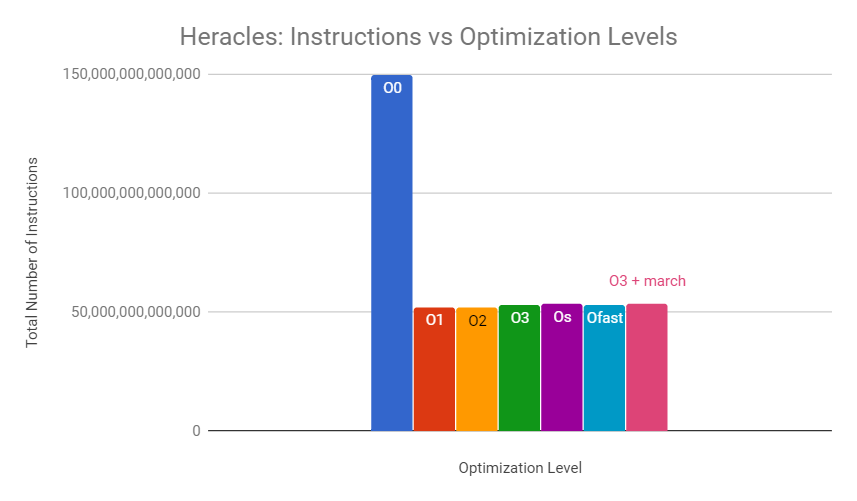 Heracles: Instructions vs Optimization Levels
150,000,000,000,000
100,000,000,000,000
50,000,000,000,000
0
Total Number of Instructions
O0
O1
O2
O3
Os
Ofast
O3 + march
Optimization Level